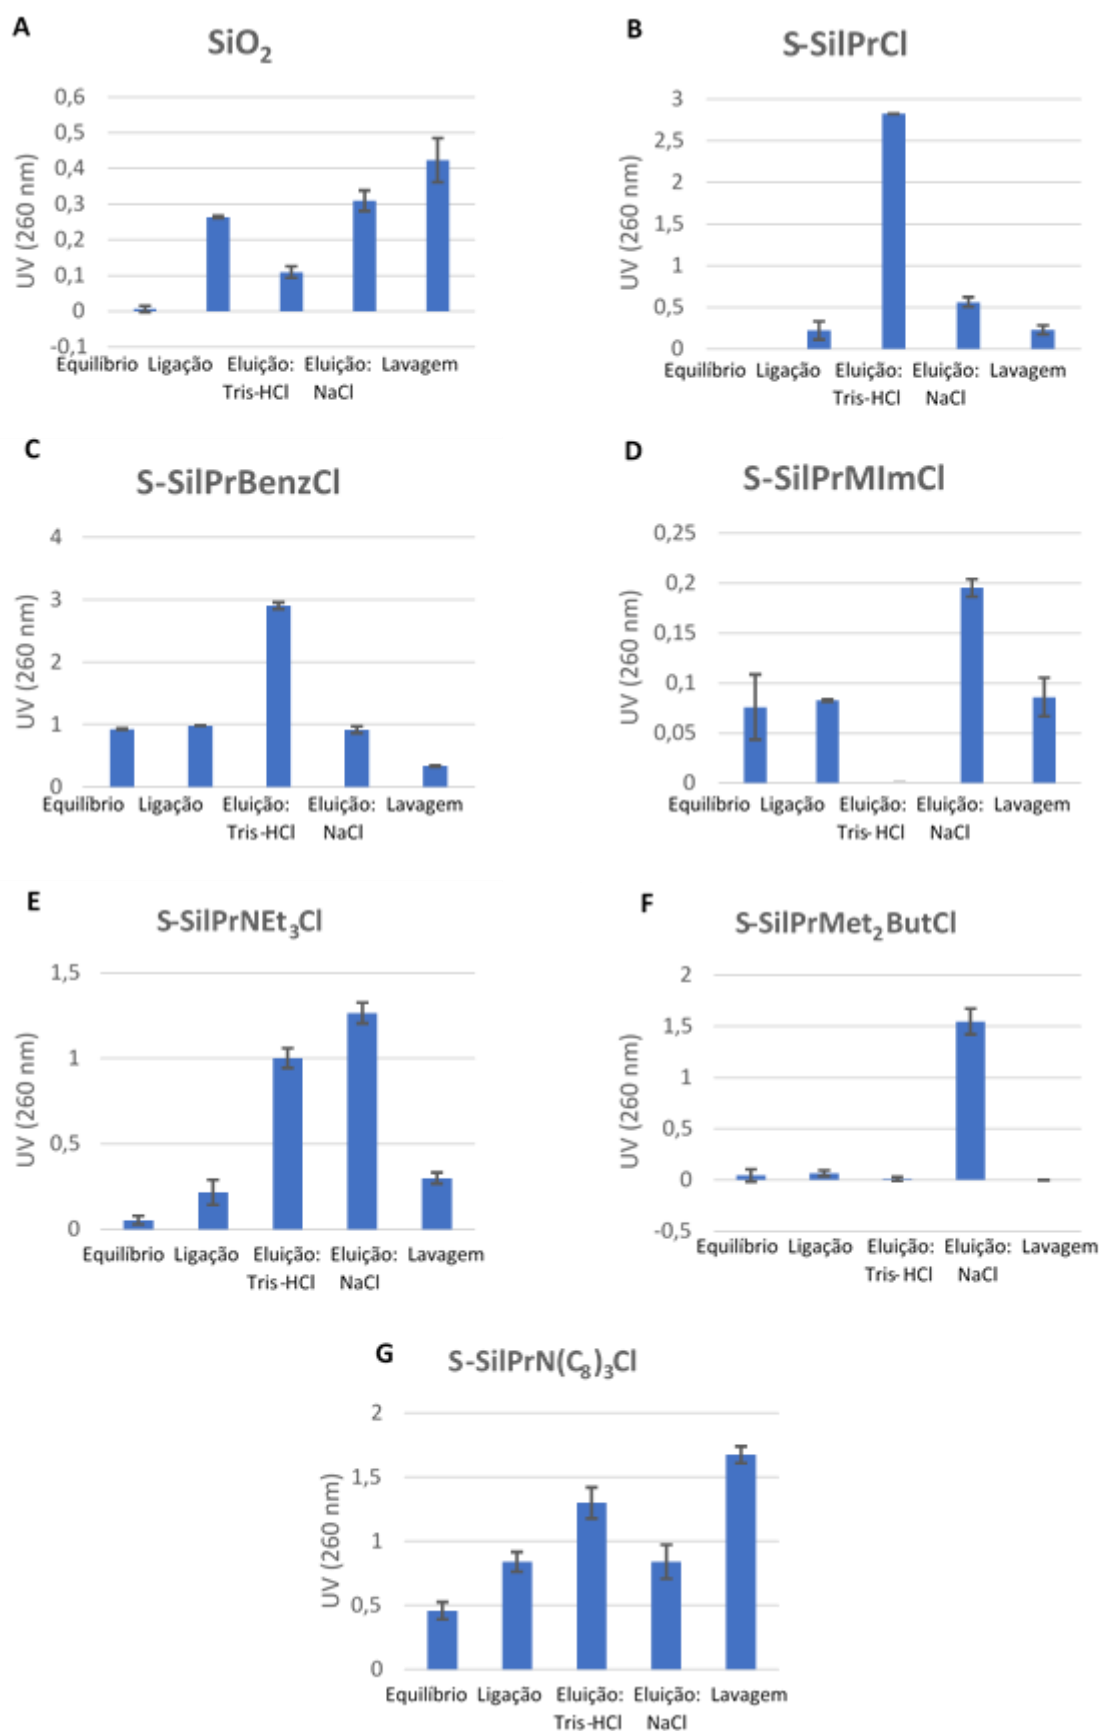 A
SiO₂
UV (260 nm)
0,6
0,5
0,4
0,3
0,2
0,1
0
-0,1
Equilíbrio Ligação Eluição: Eluição: Lavagem
Tris-HCl NaCl
B
S-SilPrCl
UV (260 nm)
3
2,5
2
1,5
1
0,5
0
Equilíbrio Ligação Eluição: Eluição: Lavagem
Tris-HCl NaCl
C
S-SilPrBenzCl
UV (260 nm)
4
3
2
1
0
Equilíbrio Ligação Eluição: Eluição: Lavagem
Tris-HCl NaCl
D
S-SilPrMImCl
UV (260 nm)
0,25
0,2
0,15
0,1
0,05
0
Equilíbrio Ligação Eluição: Eluição: Lavagem
Tris-HCl NaCl
E
S-SilPrNEt₃Cl
UV (260 nm)
1,5
1
0,5
0
Equilíbrio Ligação Eluição: Eluição: Lavagem
Tris-HCl NaCl
F
S-SilPrMet₂ButCl
UV (260 nm)
2
1,5
1
0,5
0
-0,5
Equilíbrio Ligação Eluição: Eluição: Lavagem
Tris-HCl NaCl
G
S-SilPrN(C₈)₃Cl
UV (260 nm)
2
1,5
1
0,5
0
Equilíbrio Ligação Eluição: Eluição: Lavagem
Tris-HCl NaCl